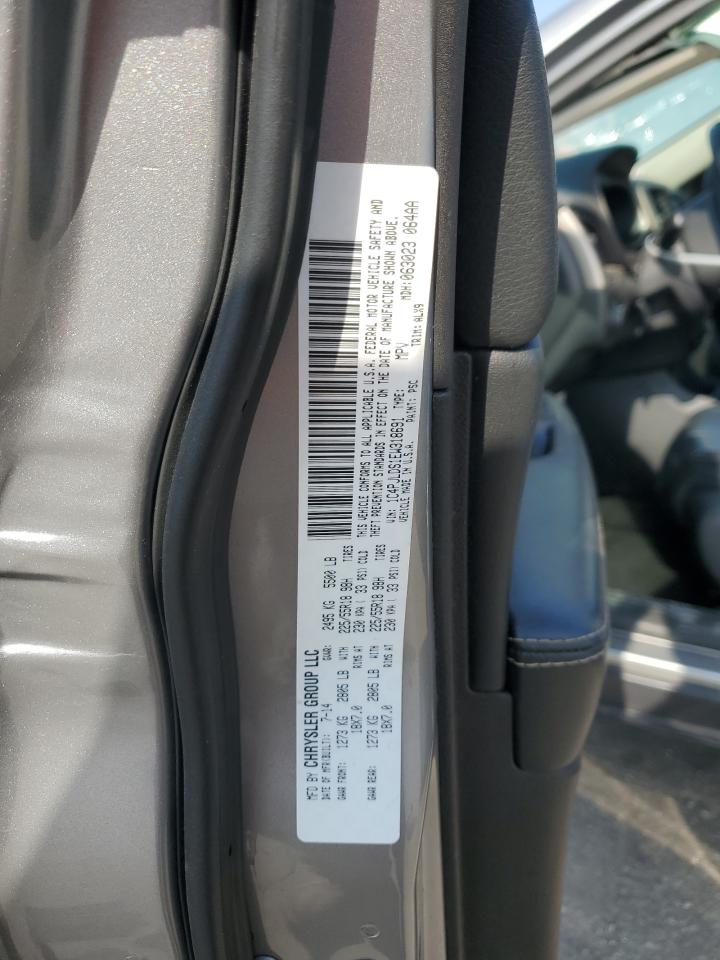 MFD BY CHRYSLER GROUP LLC
DATE OF MFR(BUILT): 7-14 GVWR: 2495 KG 5500 LB
GAWR FRONT: 1273 KG 2805 LB WITH 225/55R18 98H TIRES
18X7.0 RIMS AT 230 KPA ( 33 PSI) COLD
GAWR REAR: 1273 KG 2805 LB WITH 225/55R18 98H TIRES
18X7.0 RIMS AT 230 KPA ( 33 PSI) COLD
THIS VEHICLE CONFORMS TO ALL APPLICABLE U.S.A. FEDERAL MOTOR VEHICLE SAFETY AND
THEFT PREVENTION STANDARDS IN EFFECT ON THE DATE OF MANUFACTURE SHOWN ABOVE.
VIN: 1C4PJLDS1EW318691 TYPE: MPV MDH:063023 064AA
VEHICLE MADE IN U.S.A. PAINT: PSC TRIM:ALX9